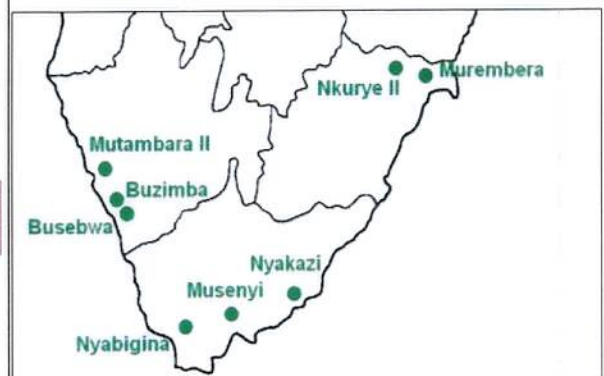 Murembera
Nkurye II
Mutambara II
Buzimba
Busebwa
Nyakazi
Musenyi
Nyabigina